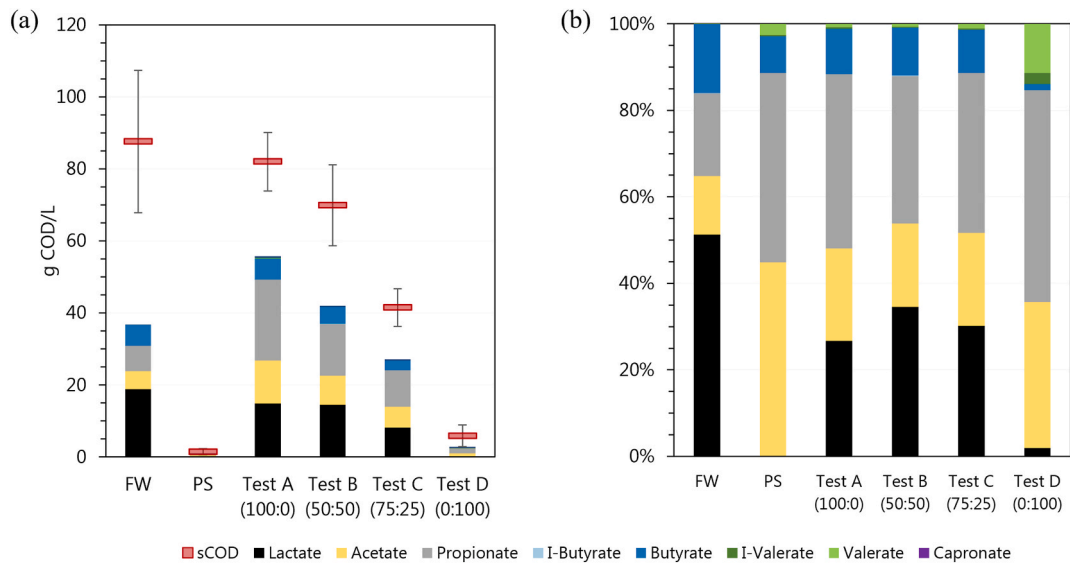 (a)
120
100
80
60
40
20
0
g COD/L
FW PS Test A Test B Test C Test D
(100:0) (50:50) (75:25) (0:100)
(b)
100%
80%
60%
40%
20%
0%
FW PS Test A Test B Test C Test D
(100:0) (50:50) (75:25) (0:100)
sCOD Lactate Acetate Propionate I-Butyrate Butyrate I-Valerate Valerate Capronate